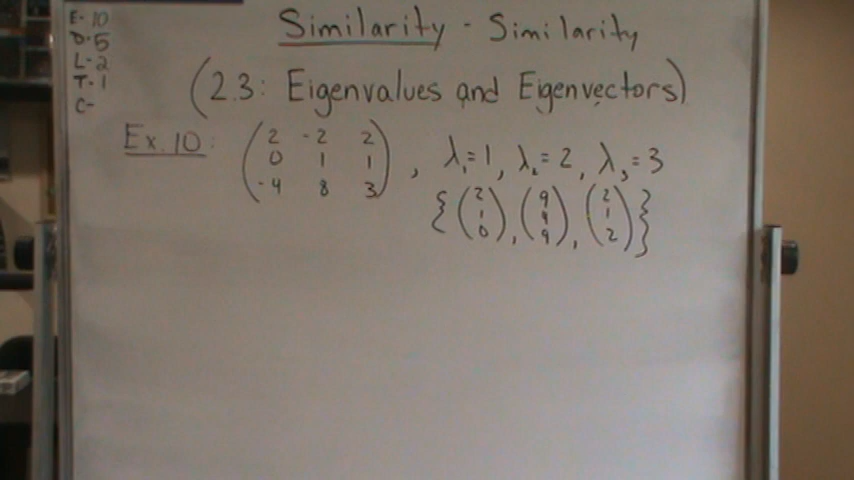 E- 10
D- 5
L- 2
T- 1
C-
Similarity - Similarity
(2.3: Eigenvalues and Eigenvectors)
Ex. 10: ( 2 -2 2
0 1 1
-4 8 3 ) , λ₁ = 1, λ₂ = 2, λ₃ = 3
{ ( 2 1 0 ) , ( 9 9 9 ) , ( 2 1 2 ) }